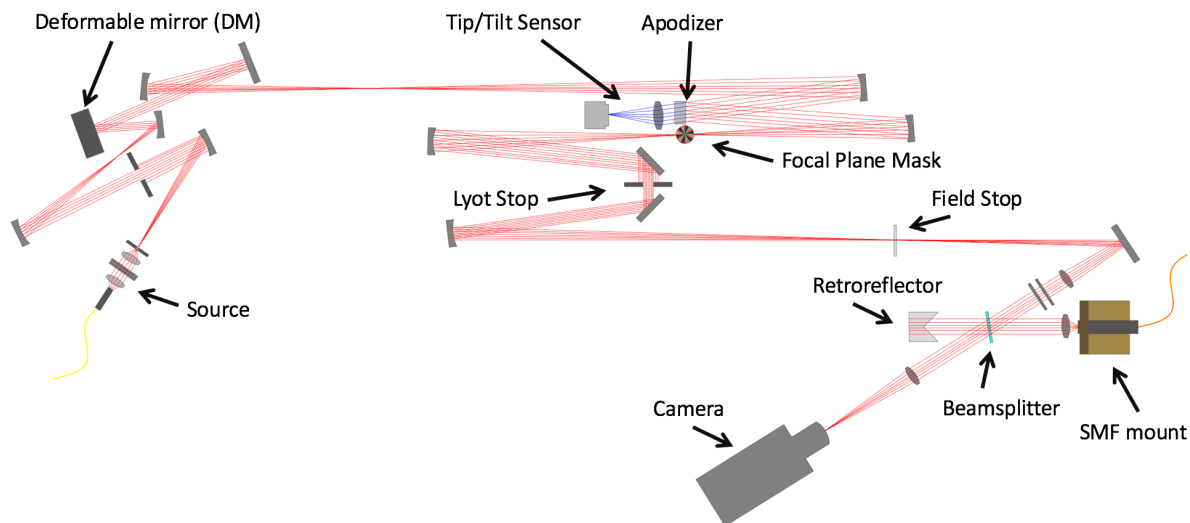 Deformable mirror (DM)
Tip/Tilt Sensor
Apodizer
Focal Plane Mask
Lyot Stop
Field Stop
Source
Retroreflector
Camera
Beamsplitter
SMF mount